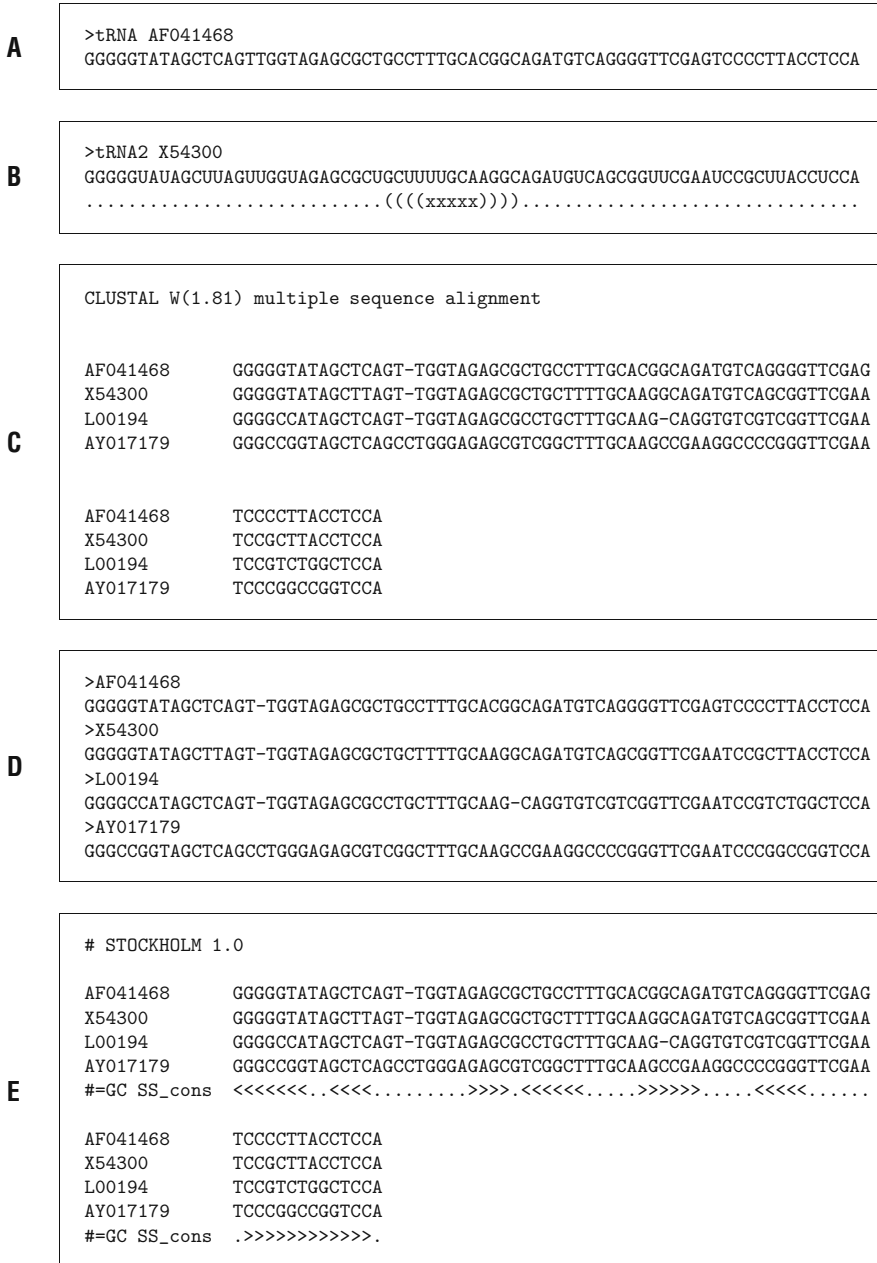 A
>tRNA AF041468
GGGGGTATAGCTCAGTTGGTAGAGCGCTGCCTTTGCACGGCAGATGTCAGGGGTTCGAGTCCCCTTACCTCCA
B
>tRNA2 X54300
GGGGGUAUAGCUUAGUUGGUAGAGCGCUGCUUUUGCAAGGCAGAUGUCAGCGGUUCGAAUCCGCUUACCUCCA
............................((((xxxxx))))................................
C
CLUSTAL W(1.81) multiple sequence alignment
AF041468 GGGGGTATAGCTCAGT-TGGTAGAGCGCTGCCTTTGCACGGCAGATGTCAGGGGTTCGAG
X54300 GGGGGTATAGCTTAGT-TGGTAGAGCGCTGCTTTTGCAAGGCAGATGTCAGCGGTTCGAA
L00194 GGGGCCATAGCTCAGT-TGGTAGAGCGCCTGCTTTGCAAG-CAGGTGTCGTCGGTTCGAA
AY017179 GGGCCGGTAGCTCAGCCTGGGAGAGCGTCGGCTTTGCAAGCCGAAGGCCCCGGGTTCGAA
AF041468 TCCCCTTACCTCCA
X54300 TCCGCTTACCTCCA
L00194 TCCGTCTGGCTCCA
AY017179 TCCCGGCCGGTCCA
D
>AF041468
GGGGGTATAGCTCAGT-TGGTAGAGCGCTGCCTTTGCACGGCAGATGTCAGGGGTTCGAGTCCCCTTACCTCCA
>X54300
GGGGGTATAGCTTAGT-TGGTAGAGCGCTGCTTTTGCAAGGCAGATGTCAGCGGTTCGAATCCGCTTACCTCCA
>L00194
GGGGCCATAGCTCAGT-TGGTAGAGCGCCTGCTTTGCAAG-CAGGTGTCGTCGGTTCGAATCCGTCTGGCTCCA
>AY017179
GGGCCGGTAGCTCAGCCTGGGAGAGCGTCGGCTTTGCAAGCCGAAGGCCCCGGGTTCGAATCCCGGCCGGTCCA
E
# STOCKHOLM 1.0
AF041468 GGGGGTATAGCTCAGT-TGGTAGAGCGCTGCCTTTGCACGGCAGATGTCAGGGGTTCGAG
X54300 GGGGGTATAGCTTAGT-TGGTAGAGCGCTGCTTTTGCAAGGCAGATGTCAGCGGTTCGAA
L00194 GGGGCCATAGCTCAGT-TGGTAGAGCGCCTGCTTTGCAAG-CAGGTGTCGTCGGTTCGAA
AY017179 GGGCCGGTAGCTCAGCCTGGGAGAGCGTCGGCTTTGCAAGCCGAAGGCCCCGGGTTCGAA
#=GC SS_cons <<<<<<<..<<<<.........>>>>.<<<<<<.....>>>>>>.....<<<<<......
AF041468 TCCCCTTACCTCCA
X54300 TCCGCTTACCTCCA
L00194 TCCGTCTGGCTCCA
AY017179 TCCCGGCCGGTCCA
#=GC SS_cons .>>>>>>>>>>>>.